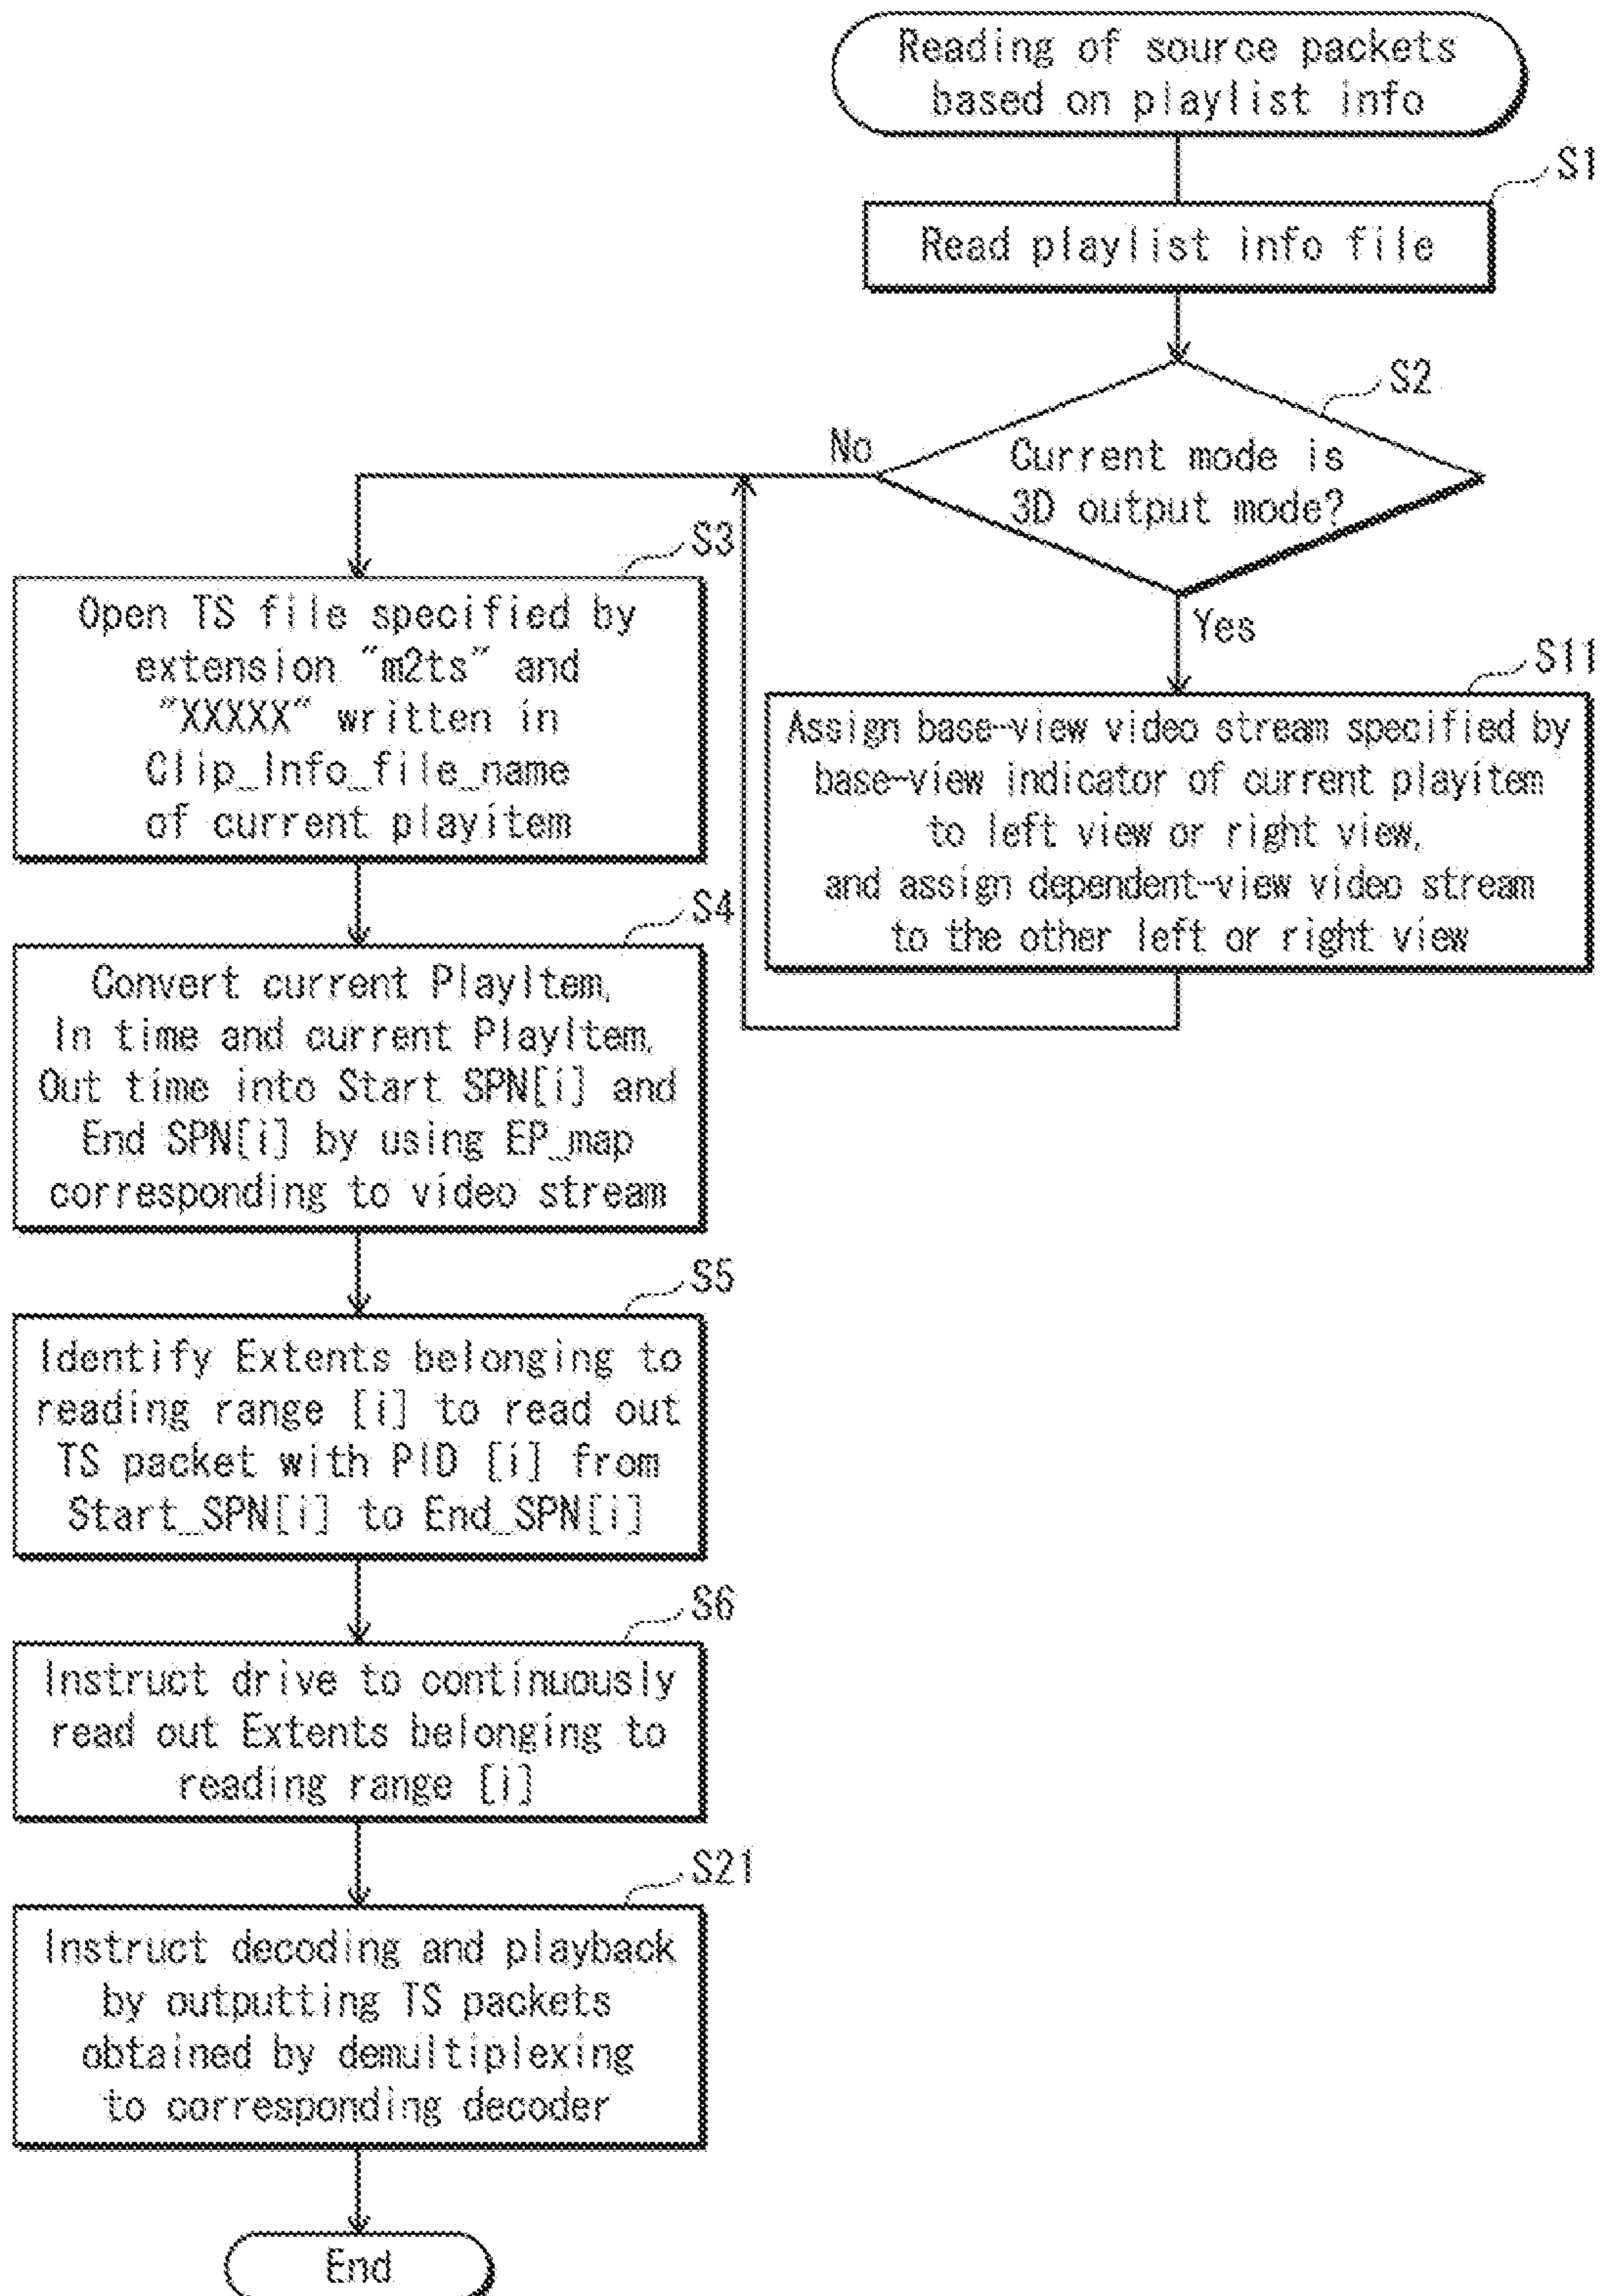 Reading of source packets
based on playlist info
S1
Read playlist info file
S2
Current mode is
3D output mode?
No
Yes
S3
Open TS file specified by
extension "m2ts" and
"XXXXX" written in
Clip_Info_file_name
of current playitem
S11
Assign base-view video stream specified by
base-view indicator of current playitem
to left view or right view,
and assign dependent-view video stream
to the other left or right view
S4
Convert current PlayItem,
In time and current PlayItem,
Out time into Start SPN[i] and
End SPN[i] by using EP_map
corresponding to video stream
S5
Identify Extents belonging to
reading range [i] to read out
TS packet with PID [i] from
Start_SPN[i] to End_SPN[i]
S6
Instruct drive to continuously
read out Extents belonging to
reading range [i]
S21
Instruct decoding and playback
by outputting TS packets
obtained by demultiplexing
to corresponding decoder
End